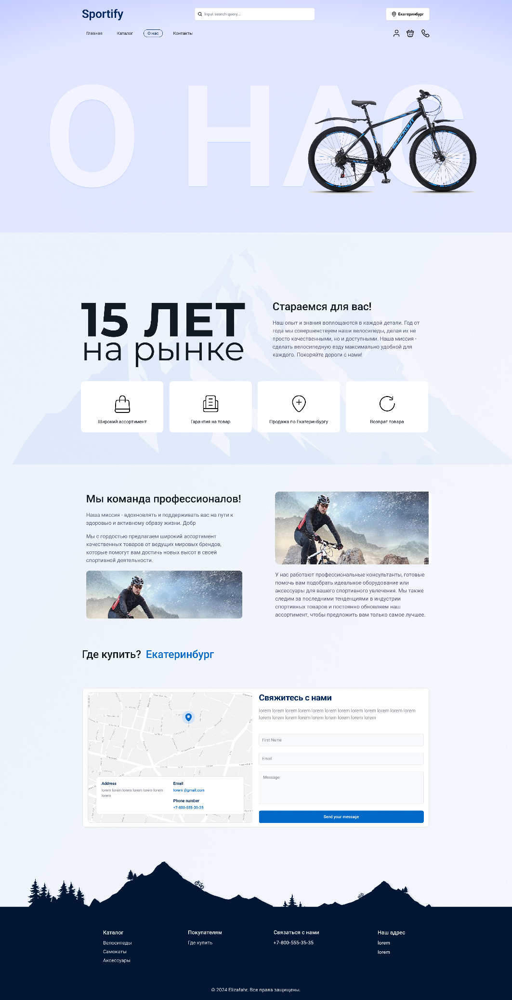 Sportify
Input search query...
Екатеринбург
Главная
Каталог
О нас
Контакты
О НАС
BLACKOUT
15 ЛЕТ
на рынке
Стараемся для вас!
Наш опыт и знания воплощаются в каждой детали. Год от
года мы совершенствуем наши велосипеды, делая их не
просто качественными, но и доступными. Наша миссия -
сделать велосипедную езду максимально удобной для
каждого. Покоряйте дороги с нами!
Широкий ассортимент
Гарантия на товар
Продажа по Екатеринбургу
Возврат товара
Мы команда профессионалов!
Наша миссия - вдохновлять и поддерживать вас на пути к
здоровью и активному образу жизни. Добр
Мы с гордостью предлагаем широкий ассортимент
качественных товаров от ведущих мировых брендов,
которые помогут вам достичь новых высот в своей
спортивной деятельности.
У нас работают профессиональные консультанты, готовые
помочь вам подобрать идеальное оборудование или
аксессуары для вашего спортивного увлечения. Мы также
следим за последними тенденциями в индустрии
спортивных товаров и постоянно обновляем наш
ассортимент, чтобы предложить вам только самое лучшее.
Где купить? Екатеринбург
Address
lorem lorem lorem lorem lorem lorem
lorem
Email
lorem @gmail.com
Phone number
+7-800-555-35-35
Свяжитесь с нами
lorem lorem lorem lorem lorem lorem lorem lorem lorem lorem lorem lorem
lorem lorem lorem lorem lorem lorem lorem lorem lorem
First Name
Email
Message
Send your message
Каталог
Велосипеды
Самокаты
Аксессуары
Покупателям
Где купить
Связаться с нами
+7-800-555-35-35
Наш адрес
lorem
lorem
© 2024 Elizafahr. Все права защищены.